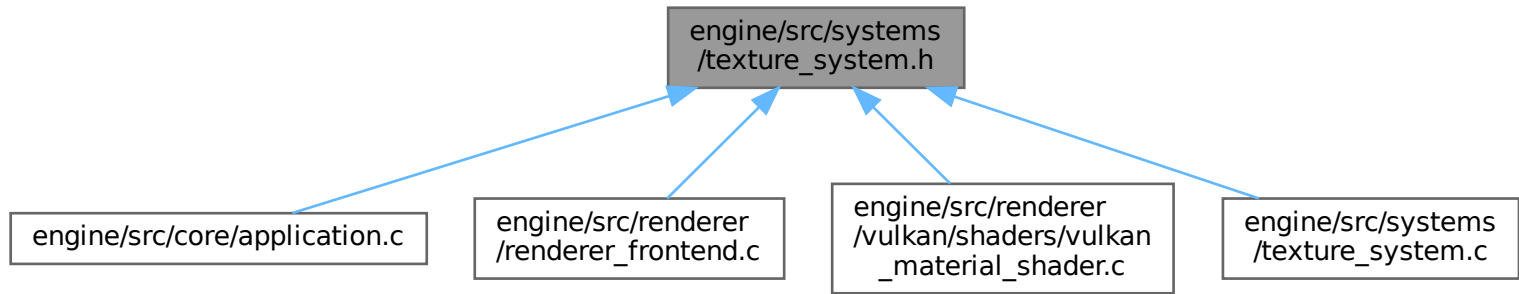 engine/src/systems
/texture_system.h
engine/src/core/application.c
engine/src/renderer
/renderer_frontend.c
engine/src/renderer
/vulkan/shaders/vulkan
_material_shader.c
engine/src/systems
/texture_system.c